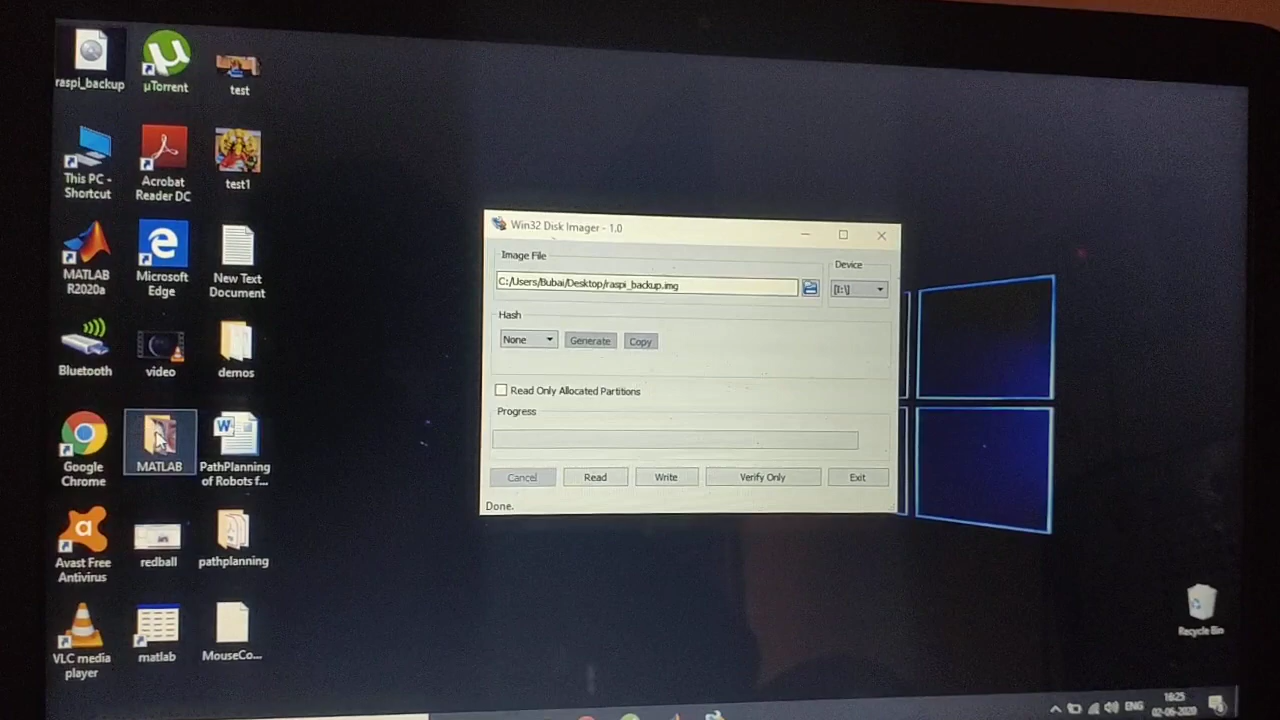 raspi_backup
µTorrent
test
This PC -
Shortcut
Acrobat
Reader DC
test1
MATLAB
R2020a
Microsoft
Edge
New Text
Document
Bluetooth
video
demos
Google
Chrome
MATLAB
PathPlanning
of Robots f...
Avast Free
Antivirus
redball
pathplanning
VLC media
player
matlab
MouseCo...
Win32 Disk Imager - 1.0
Image File
Device
C:/Users/Bubai/Desktop/raspi_backup.img
[I:\]
Hash
None
Generate
Copy
Read Only Allocated Partitions
Progress
Cancel
Read
Write
Verify Only
Exit
Done.
Recycle Bin
ENG
16:25
02-06-2020